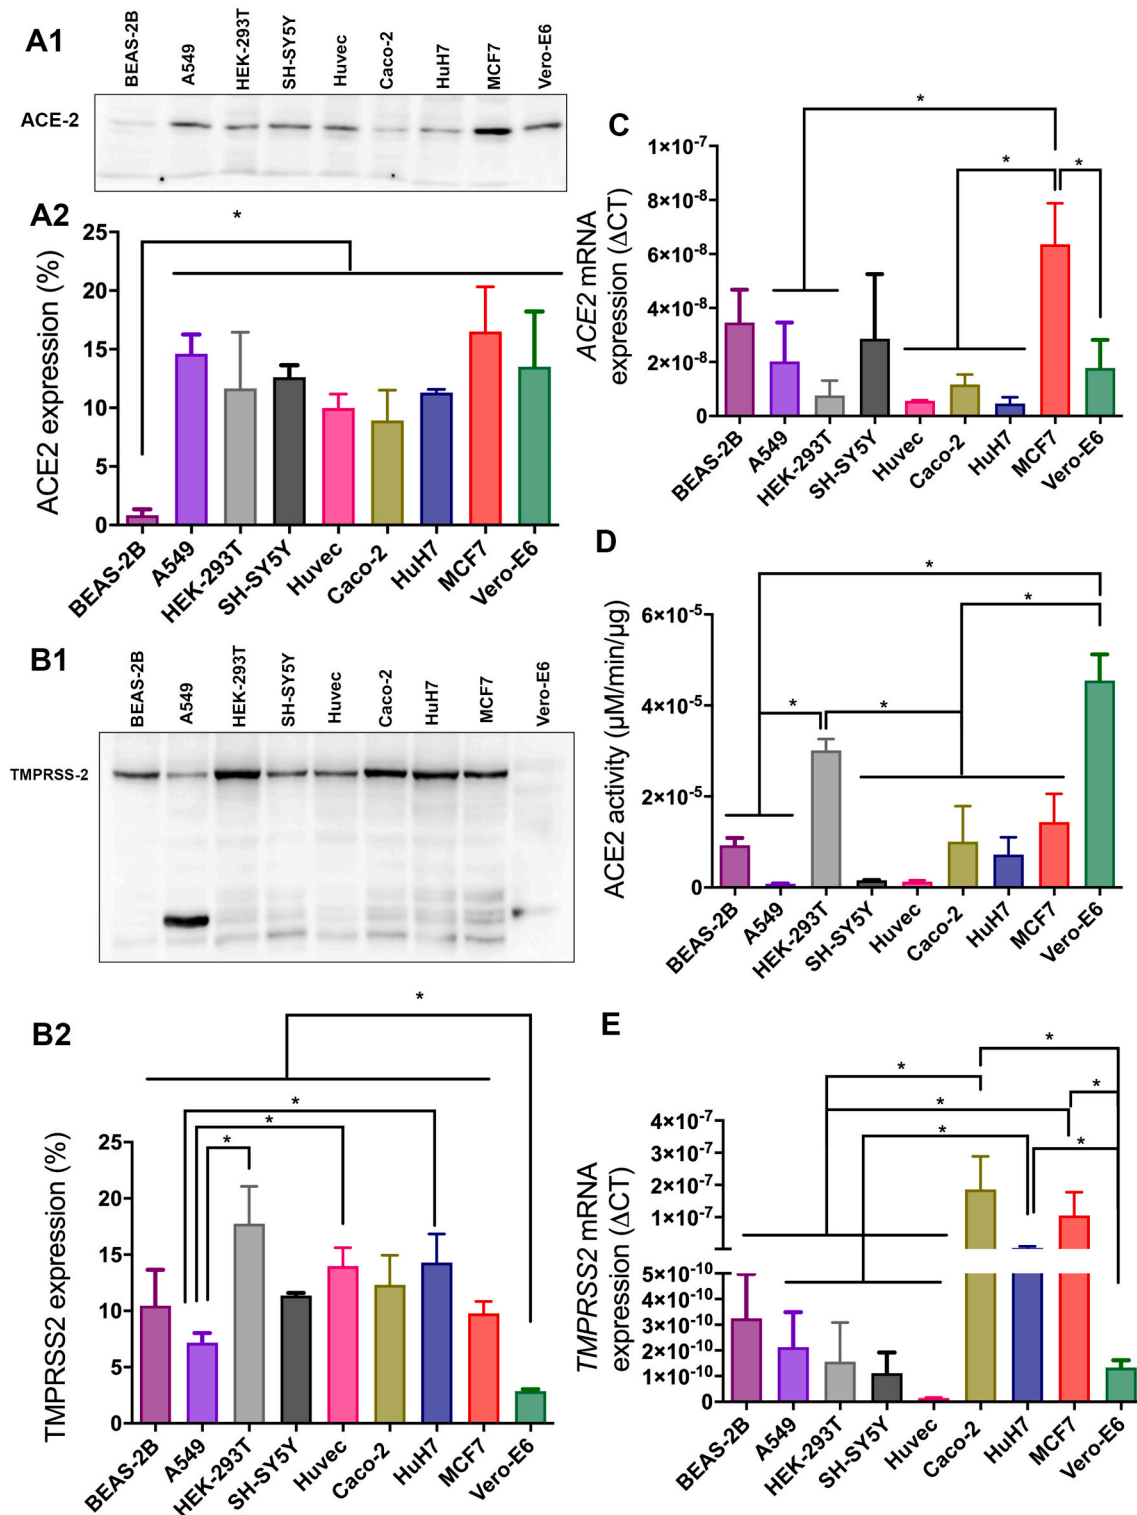 A1
BEAS-2B
A549
HEK-293T
SH-SY5Y
Huvec
Caco-2
HuH7
MCF7
Vero-E6
ACE-2
A2
ACE2 expression (%)
25
20
15
10
5
0
*
BEAS-2B
A549
HEK-293T
SH-SY5Y
Huvec
Caco-2
HuH7
MCF7
Vero-E6
B1
BEAS-2B
A549
HEK-293T
SH-SY5Y
Huvec
Caco-2
HuH7
MCF7
Vero-E6
TMPRSS-2
B2
TMPRSS2 expression (%)
25
20
15
10
5
0
*
*
*
*
BEAS-2B
A549
HEK-293T
SH-SY5Y
Huvec
Caco-2
HuH7
MCF7
Vero-E6
C
ACE2 mRNA
expression (ΔCT)
1×10-7
8×10-8
6×10-8
4×10-8
2×10-8
0
*
*
*
BEAS-2B
A549
HEK-293T
SH-SY5Y
Huvec
Caco-2
HuH7
MCF7
Vero-E6
D
ACE2 activity (µM/min/µg)
6×10-5
4×10-5
2×10-5
0
*
*
*
*
BEAS-2B
A549
HEK-293T
SH-SY5Y
Huvec
Caco-2
HuH7
MCF7
Vero-E6
E
TMPRSS2 mRNA
expression (ΔCT)
4×10-7
3×10-7
2×10-7
1×10-7
5×10-10
4×10-10
3×10-10
2×10-10
1×10-10
0
*
*
*
*
*
*
BEAS-2B
A549
HEK-293T
SH-SY5Y
Huvec
Caco-2
HuH7
MCF7
Vero-E6